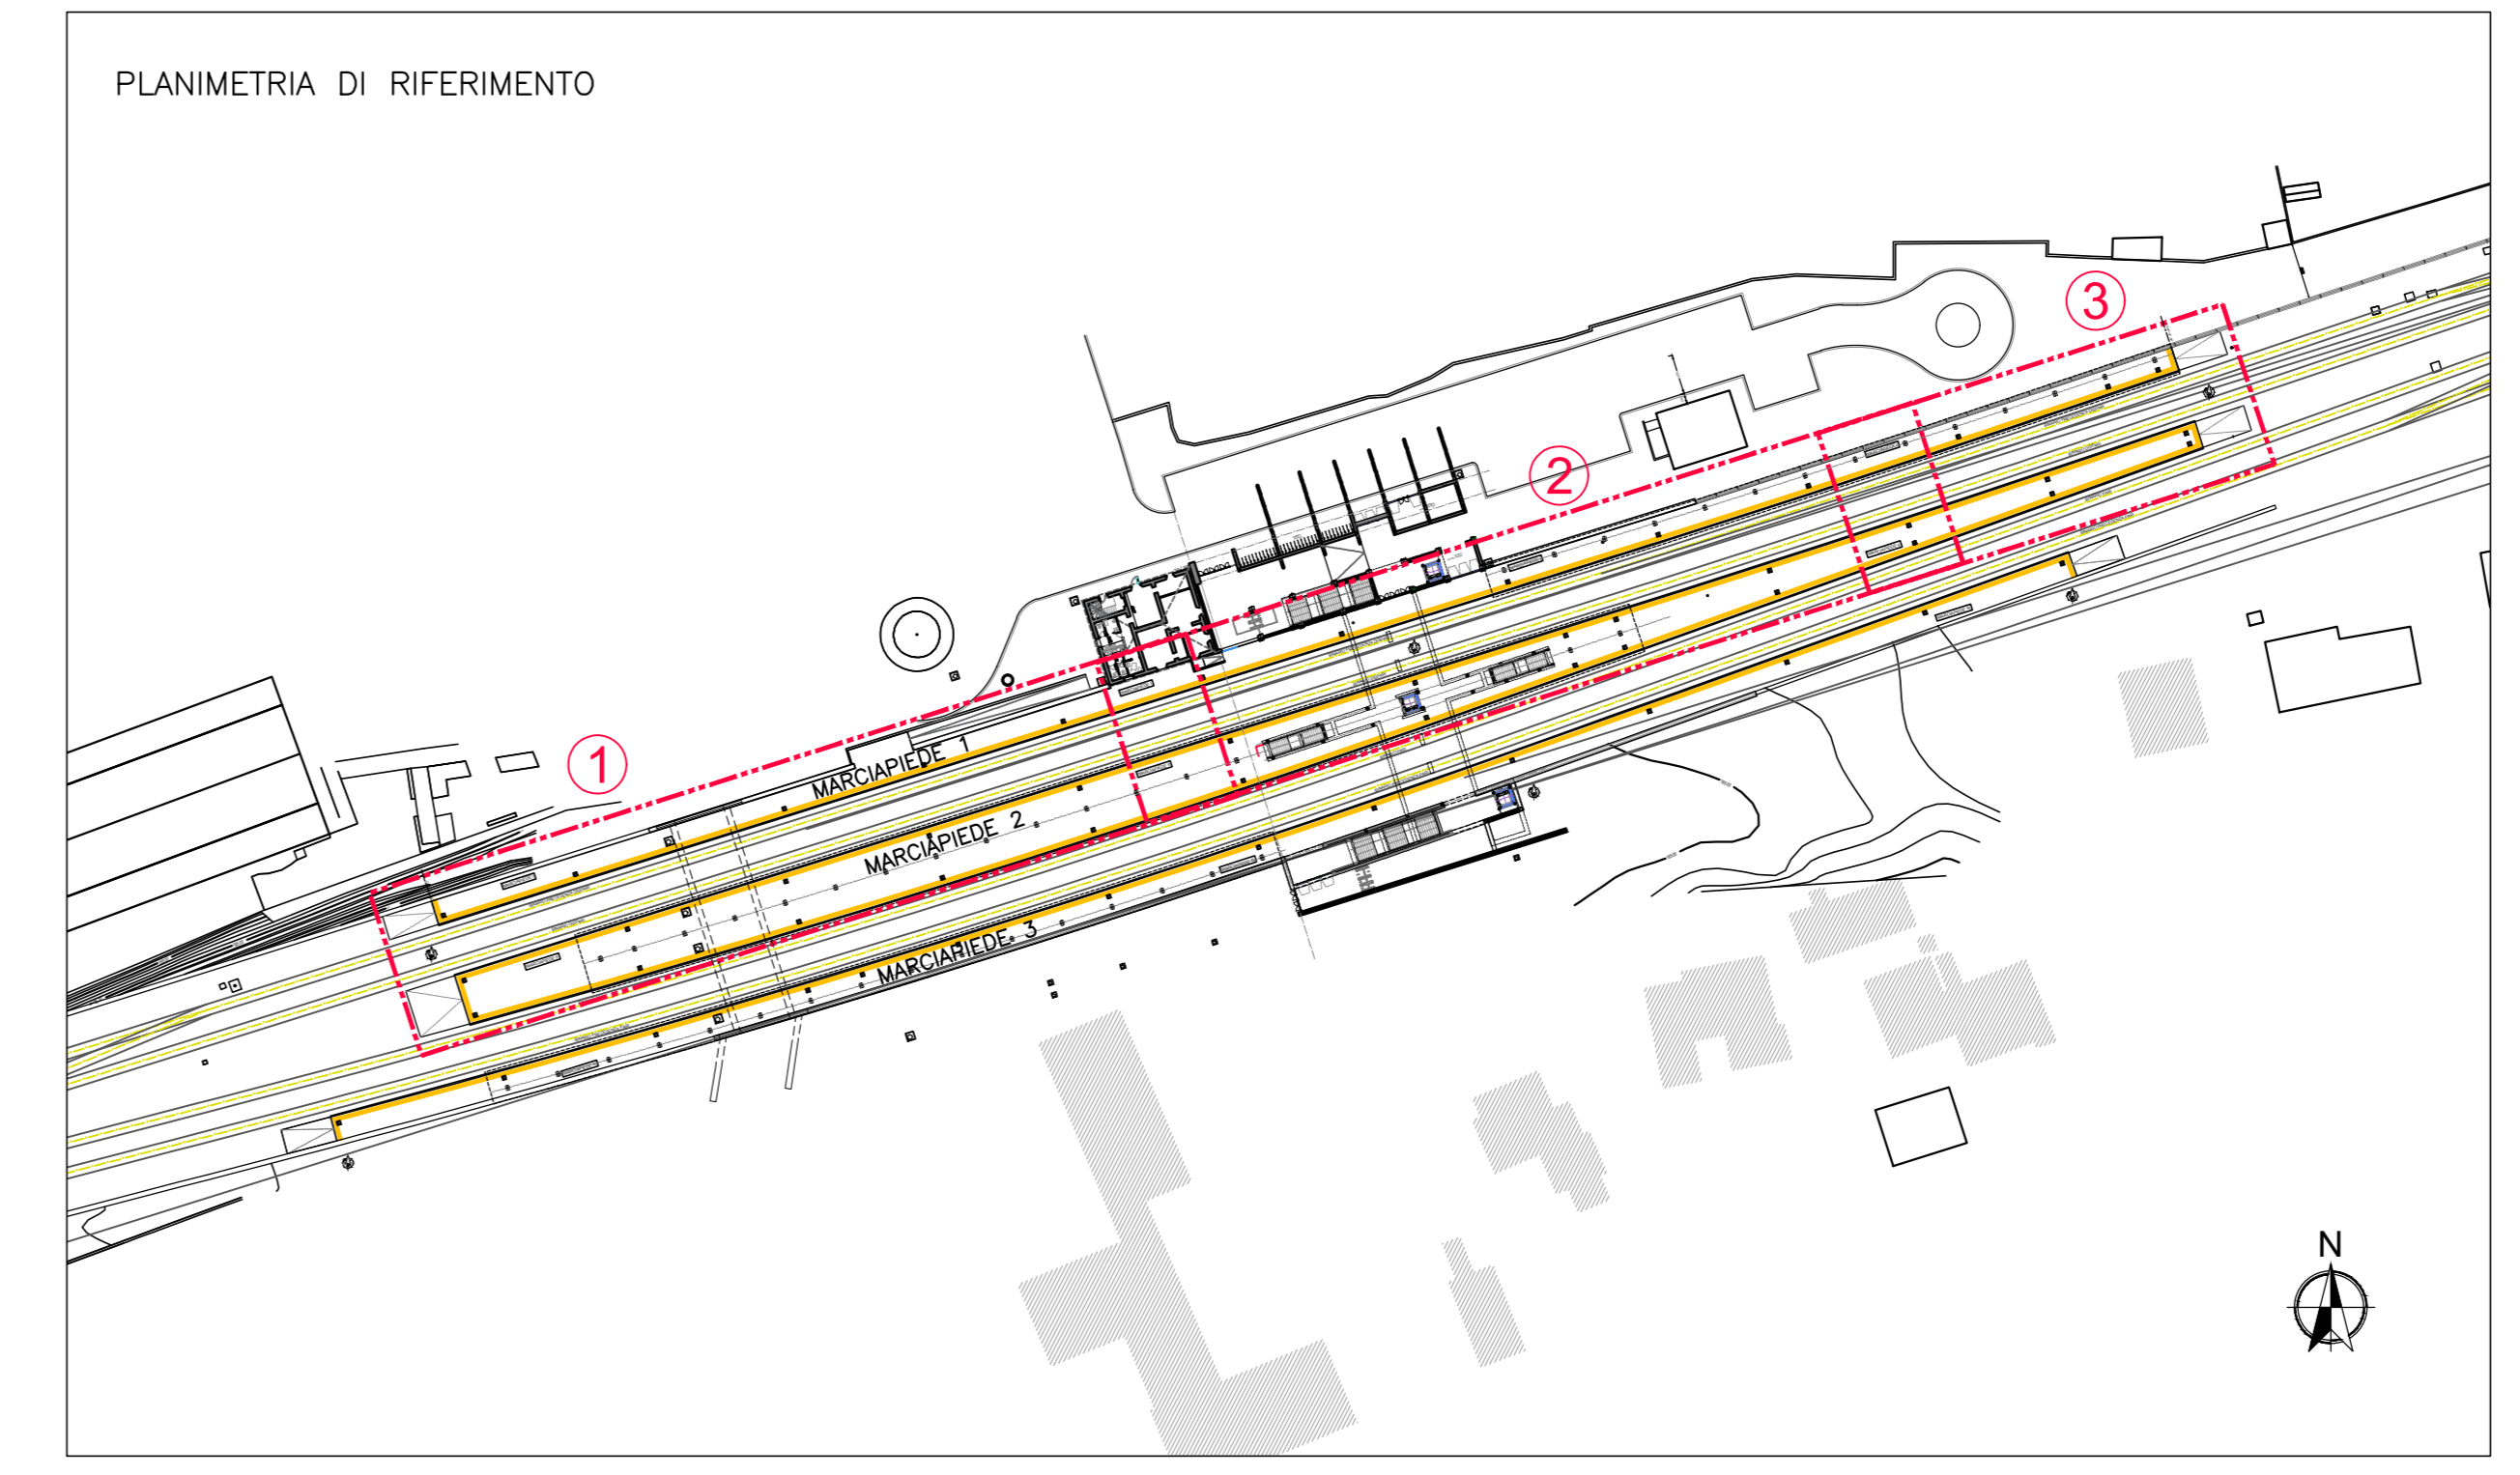 PLANIMETRIA DI RIFERIMENTO
3
2
1
MARCIAPIEDE 1
MARCIAPIEDE 2
MARCIAPIEDE 3
N